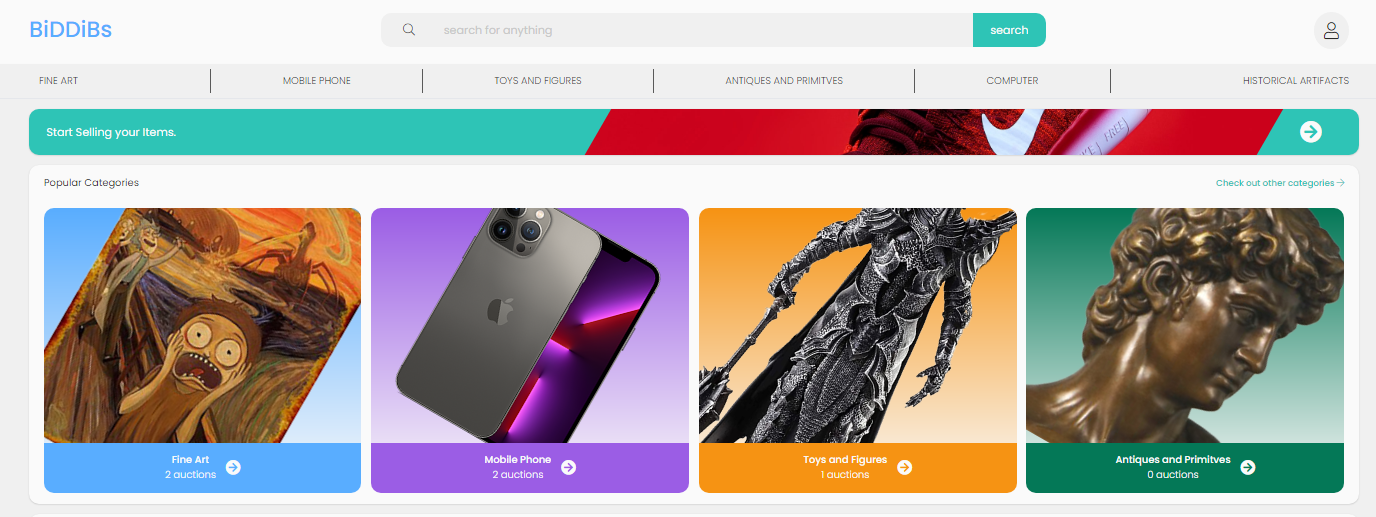 BiDDiBs
search for anything
search
FINE ART
MOBILE PHONE
TOYS AND FIGURES
ANTIQUES AND PRIMITVES
COMPUTER
HISTORICAL ARTIFACTS
Start Selling your Items.
FREE)
Popular Categories
Check out other categories
Fine Art
2 auctions
Mobile Phone
2 auctions
Toys and Figures
1 auctions
Antiques and Primitves
0 auctions